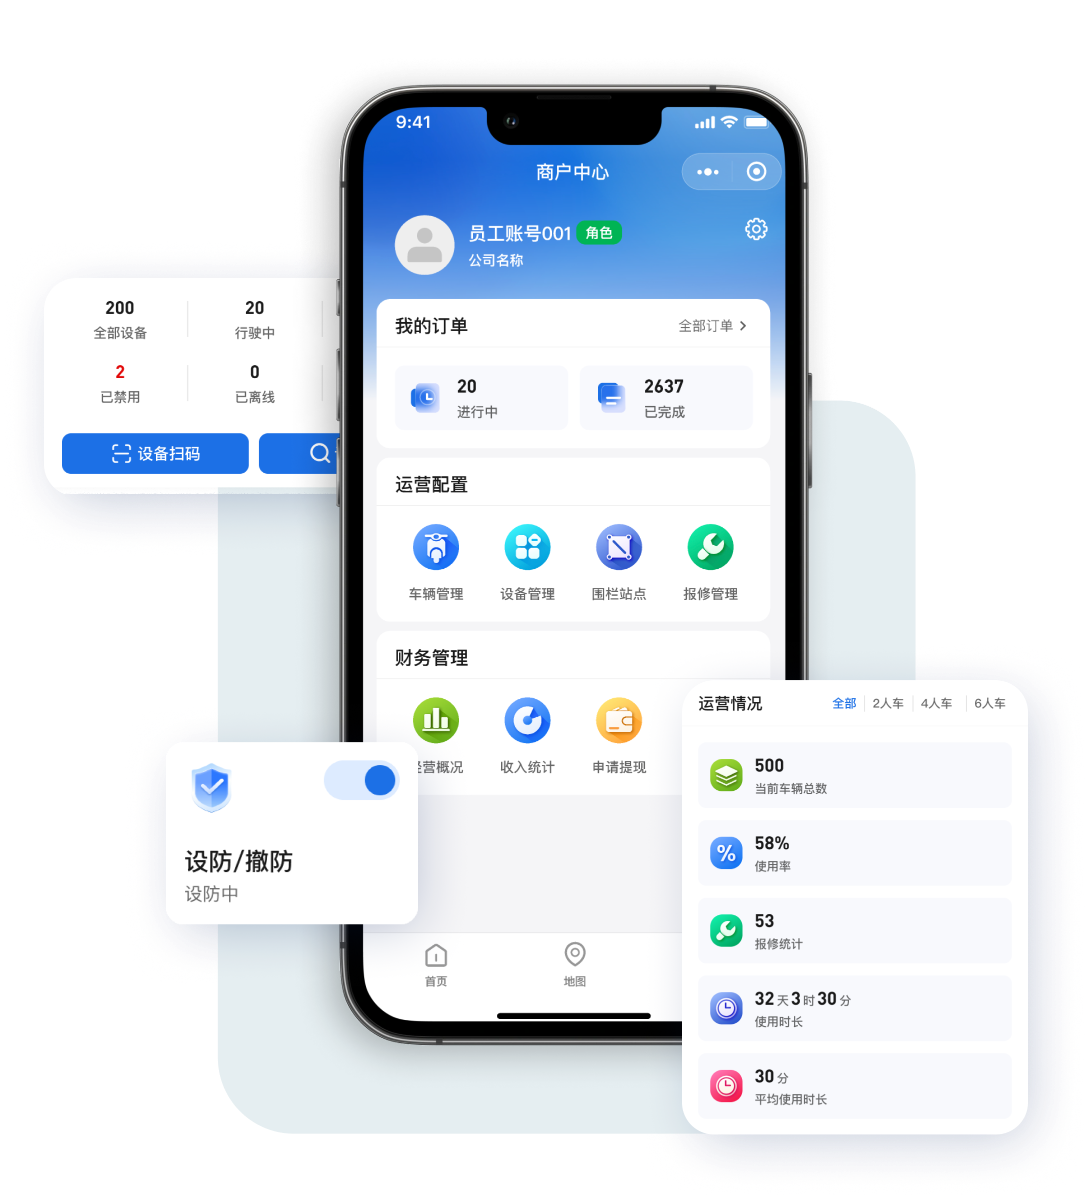 9:41
商户中心
员工账号001 角色
公司名称
200
全部设备
20
行驶中
2
已禁用
0
已离线
设备扫码
我的订单
全部订单
20
进行中
2637
已完成
运营配置
车辆管理
设备管理
围栏站点
报修管理
财务管理
营概况
收入统计
申请提现
设防/撤防
设防中
首页
地图
运营情况
全部 2人车 4人车 6人车
500
当前车辆总数
58%
使用率
53
报修统计
32天3时30分
使用时长
30分
平均使用时长